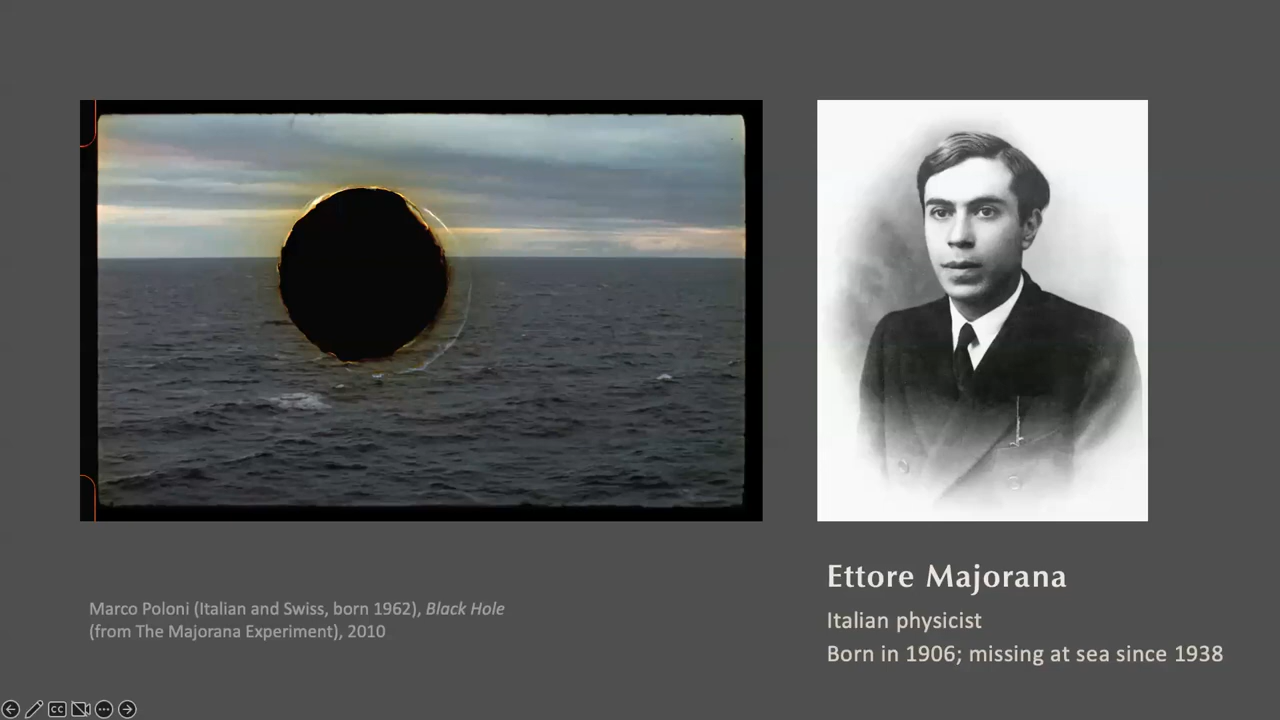 Marco Poloni (Italian and Swiss, born 1962), Black Hole
(from The Majorana Experiment), 2010
Ettore Majorana
Italian physicist
Born in 1906; missing at sea since 1938
CC